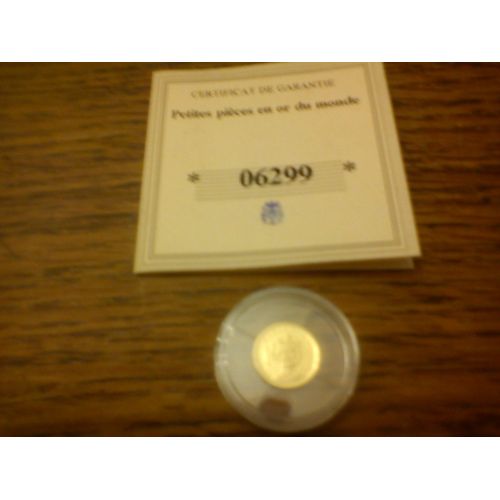 CERTIFICAT DE GARANTIE
Petites pièces en or du monde
* 06299 *